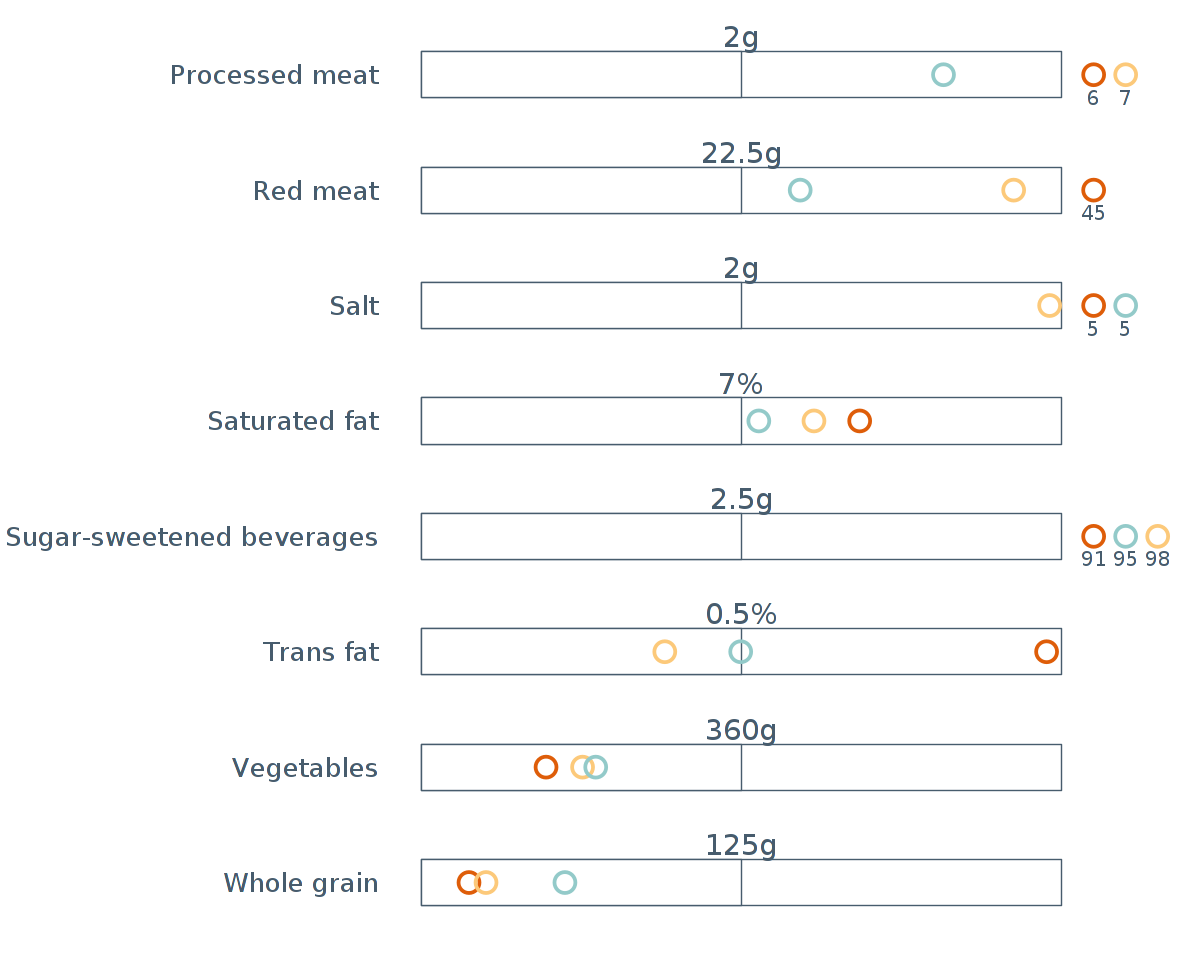 2g
Processed meat
6 7
22.5g
Red meat
45
2g
Salt
5 5
7%
Saturated fat
2.5g
Sugar-sweetened beverages
91 95 98
0.5%
Trans fat
360g
Vegetables
125g
Whole grain